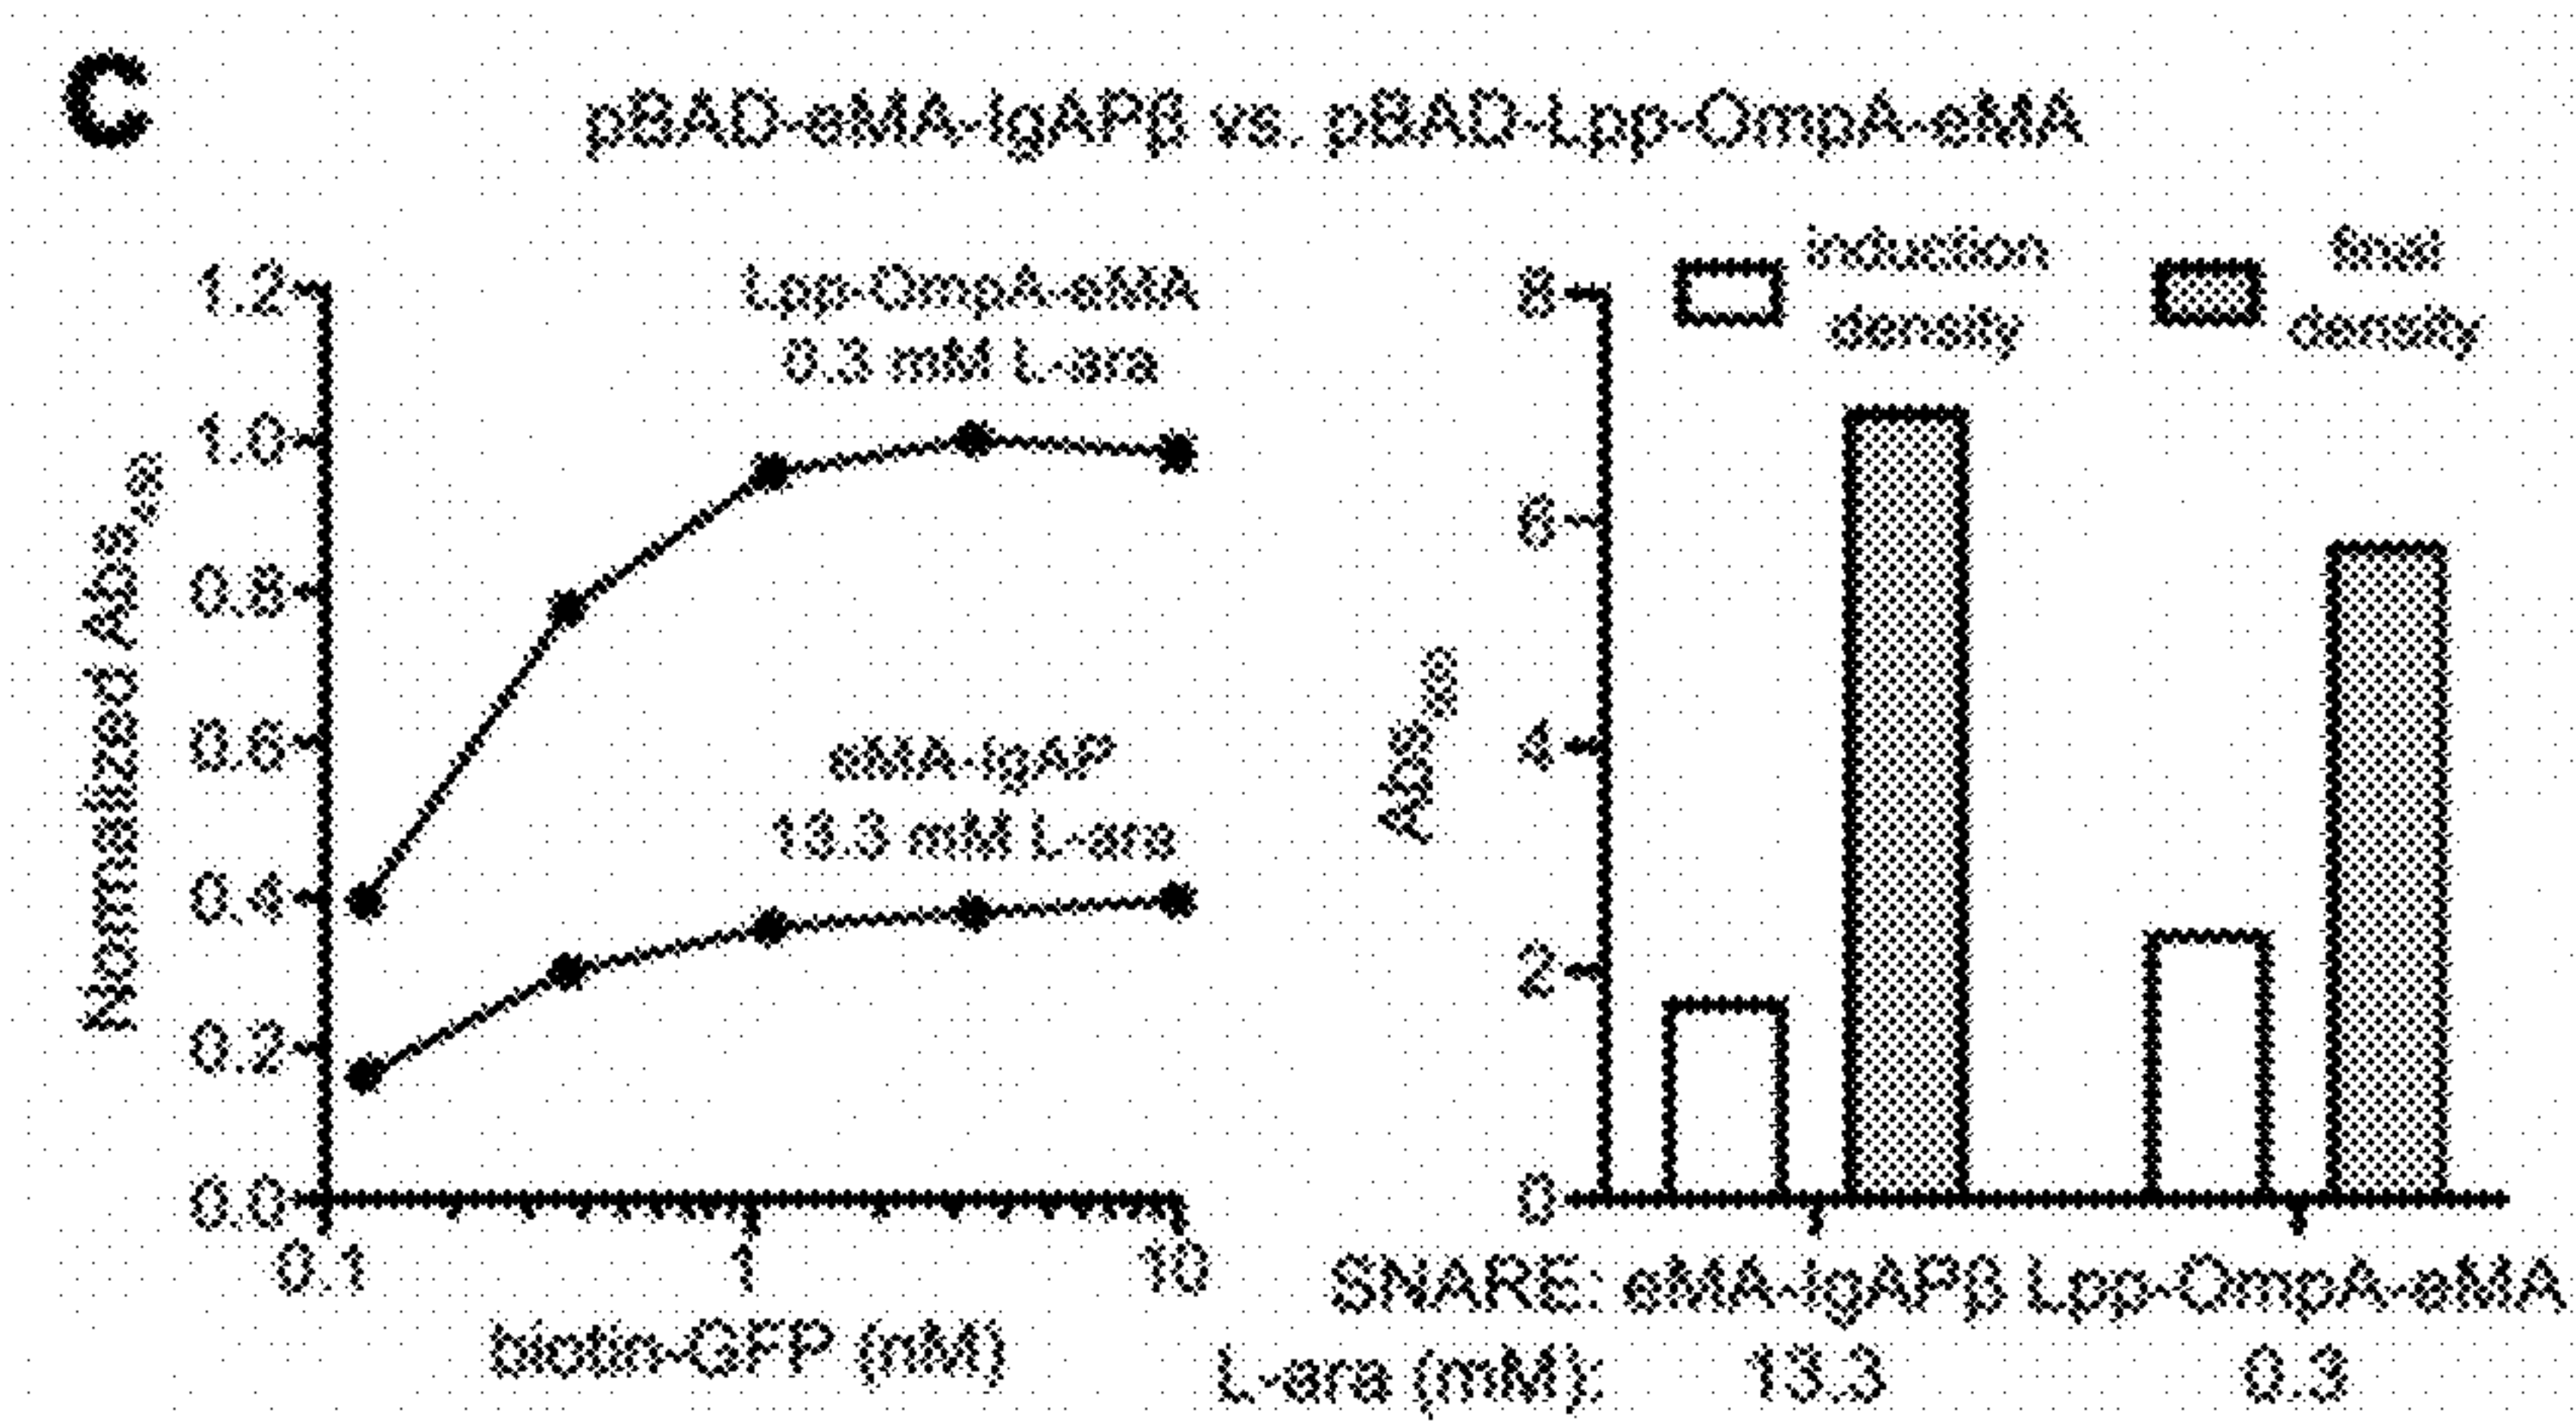 C
pBAD-eMA-IgAPβ vs. pBAD-Lpp-OmpA-eMA
1.2
1.0
0.8
0.6
0.4
0.2
0.0
Normalized Abs
Lpp-OmpA-eMA
0.3 mM L-ara
eMA-IgAP
13.3 mM L-ara
0.1
1
10
biotin-GFP (nM)
induction
density
final
density
8
6
4
2
0
Abs
SNARE: eMA-IgAPβ Lpp-OmpA-eMA
L-ara (mM): 13.3 0.3